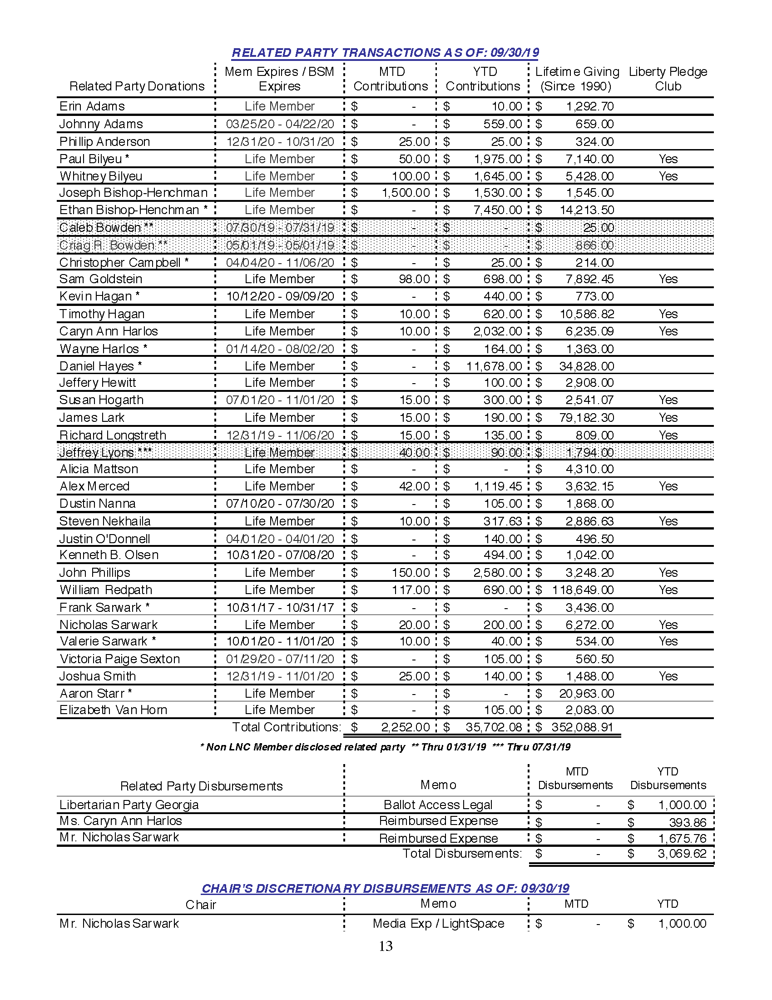 RELATED PARTY TRANSACTIONS AS OF: 09/30/19
Mem Expires / BSM MTD YTD Lifetime Giving Liberty Pledge
Related Party Donations Expires Contributions Contributions (Since 1990) Club
Erin Adams Life Member $ - $ 10.00 $ 1,292.70
Johnny Adams 03/25/20 - 04/22/20 $ - $ 559.00 $ 659.00
Phillip Anderson 12/31/20 - 10/31/20 $ 25.00 $ 25.00 $ 324.00
Paul Bilyeu * Life Member $ 50.00 $ 1,975.00 $ 7,140.00 Yes
Whitney Bilyeu Life Member $ 100.00 $ 1,645.00 $ 5,428.00 Yes
Joseph Bishop-Henchman Life Member $ 1,500.00 $ 1,530.00 $ 1,545.00
Ethan Bishop-Henchman * Life Member $ - $ 7,450.00 $ 14,213.50
Caleb Bowden ** 07/30/19 - 07/31/19 $ - $ - $ 25.00
Criag R. Bowden ** 05/01/19 - 05/01/19 $ - $ - $ 866.00
Christopher Campbell * 04/04/20 - 11/06/20 $ - $ 25.00 $ 214.00
Sam Goldstein Life Member $ 98.00 $ 698.00 $ 7,892.45 Yes
Kevin Hagan * 10/12/20 - 09/09/20 $ - $ 440.00 $ 773.00
Timothy Hagan Life Member $ 10.00 $ 620.00 $ 10,586.82 Yes
Caryn Ann Harlos Life Member $ 10.00 $ 2,032.00 $ 6,235.09 Yes
Wayne Harlos * 01/14/20 - 08/02/20 $ - $ 164.00 $ 1,363.00
Daniel Hayes * Life Member $ - $ 11,678.00 $ 34,828.00
Jeffery Hewitt Life Member $ - $ 100.00 $ 2,908.00
Susan Hogarth 07/01/20 - 11/01/20 $ 15.00 $ 300.00 $ 2,541.07 Yes
James Lark Life Member $ 15.00 $ 190.00 $ 79,182.30 Yes
Richard Longstreth 12/31/19 - 11/06/20 $ 15.00 $ 135.00 $ 809.00 Yes
Jeffrey Lyons *** Life Member $ 40.00 $ 90.00 $ 1,794.00
Alicia Mattson Life Member $ - $ - $ 4,310.00
Alex Merced Life Member $ 42.00 $ 1,119.45 $ 3,632.15 Yes
Dustin Nanna 07/10/20 - 07/30/20 $ - $ 105.00 $ 1,868.00
Steven Nekhaila Life Member $ 10.00 $ 317.63 $ 2,886.63 Yes
Justin O'Donnell 04/01/20 - 04/01/20 $ - $ 140.00 $ 496.50
Kenneth B. Olsen 10/31/20 - 07/08/20 $ - $ 494.00 $ 1,042.00
John Phillips Life Member $ 150.00 $ 2,580.00 $ 3,248.20 Yes
William Redpath Life Member $ 117.00 $ 690.00 $ 118,649.00 Yes
Frank Sarwark * 10/31/17 - 10/31/17 $ - $ - $ 3,436.00
Nicholas Sarwark Life Member $ 20.00 $ 200.00 $ 6,272.00 Yes
Valerie Sarwark * 10/01/20 - 11/01/20 $ 10.00 $ 40.00 $ 534.00 Yes
Victoria Paige Sexton 01/29/20 - 07/11/20 $ - $ 105.00 $ 560.50
Joshua Smith 12/31/19 - 11/01/20 $ 25.00 $ 140.00 $ 1,488.00 Yes
Aaron Starr * Life Member $ - $ - $ 20,963.00
Elizabeth Van Horn Life Member $ - $ 105.00 $ 2,083.00
Total Contributions: $ 2,252.00 $ 35,702.08 $ 352,088.91
* Non LNC Member disclosed related party ** Thru 01/31/19 *** Thru 07/31/19
MTD YTD
Related Party Disbursements Memo Disbursements Disbursements
Libertarian Party Georgia Ballot Access Legal $ - $ 1,000.00
Ms. Caryn Ann Harlos Reimbursed Expense $ - $ 393.86
Mr. Nicholas Sarwark Reimbursed Expense $ - $ 1,675.76
Total Disbursements: $ - $ 3,069.62
CHAIR'S DISCRETIONARY DISBURSEMENTS AS OF: 09/30/19
Chair Memo MTD YTD
Mr. Nicholas Sarwark Media Exp / LightSpace $ - $ 1,000.00
13